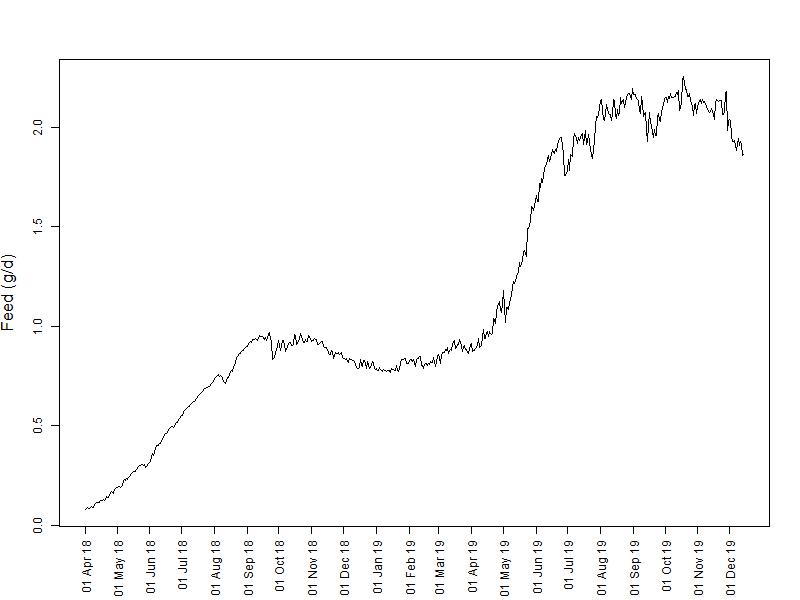 Feed (g/d)
2.0
1.5
1.0
0.5
0.0
01 Apr 18
01 May 18
01 Jun 18
01 Jul 18
01 Aug 18
01 Sep 18
01 Oct 18
01 Nov 18
01 Dec 18
01 Jan 19
01 Feb 19
01 Mar 19
01 Apr 19
01 May 19
01 Jun 19
01 Jul 19
01 Aug 19
01 Sep 19
01 Oct 19
01 Nov 19
01 Dec 19